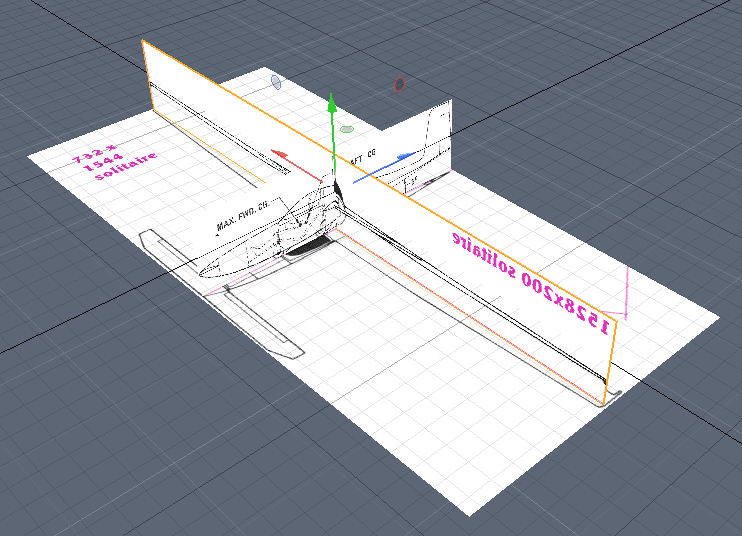 732 x
1544
solitaire
AFT. CG
MAX. FWD. CG.
1528x200 solitaire